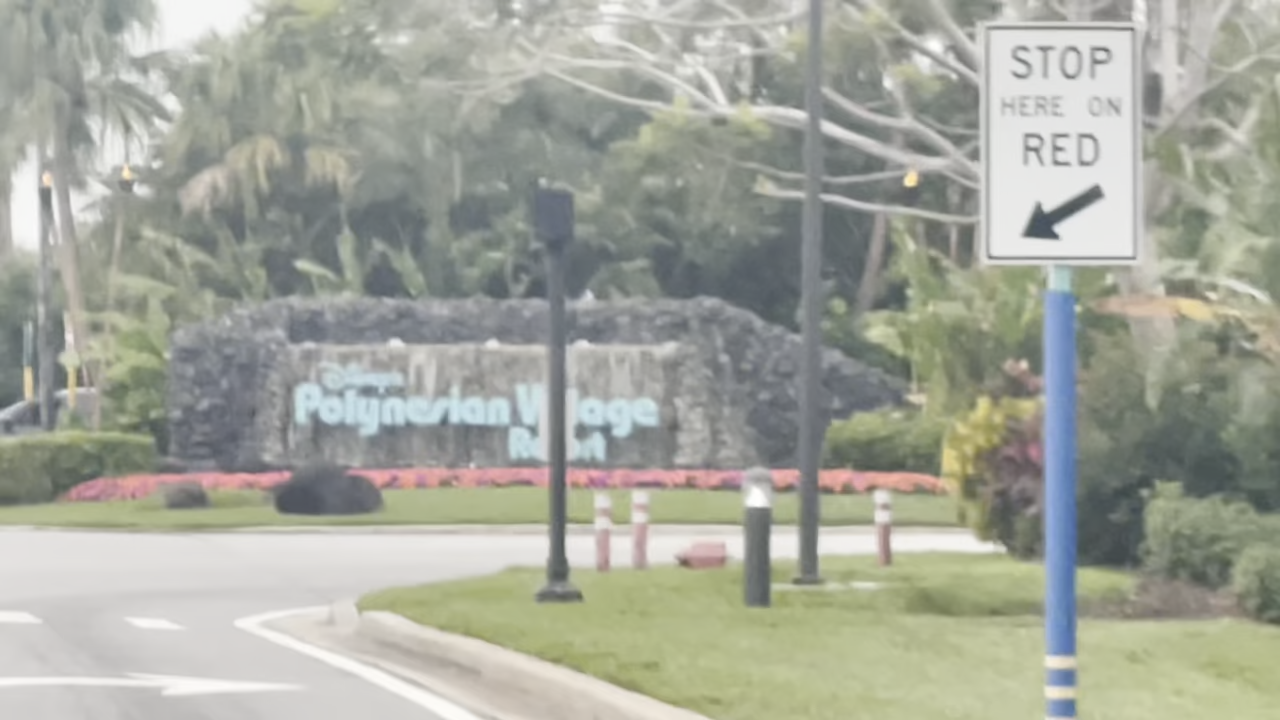 STOP
HERE ON
RED
Disney's
Polynesian Village
Resort